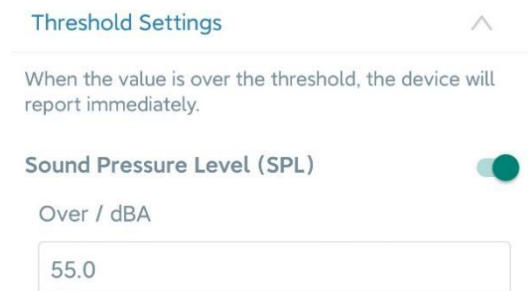 Threshold Settings
When the value is over the threshold, the device will
report immediately.
Sound Pressure Level (SPL)
Over / dBA
55.0